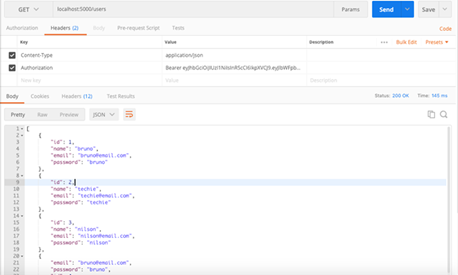 GET localhost:5000/users Params Send Save
Authorization Headers (2) Body Pre-request Script Tests Code
Key Value Description Bulk Edit Presets
Content-Type application/json
Authorization
New key Value Description
Body Cookies Headers (12) Test Results Status: 200 OK Time: 145 ms
Pretty Raw Preview JSON
1 [
2 {
3 "id": 1,
4 "name": "bruno",
5 "email": "bruno@email.com",
6 "password": "bruno"
7 },
8 {
9 "id": 2,
10 "name": "techie",
11 "email": "techie@email.com",
12 "password": "techie"
13 },
14 {
15 "id": 3,
16 "name": "nilson",
17 "email": "nilson@email.com",
18 "password": "nilson"
19 },
20 {
21 "email": "bruno@email.com",
22 "password": "bruno",